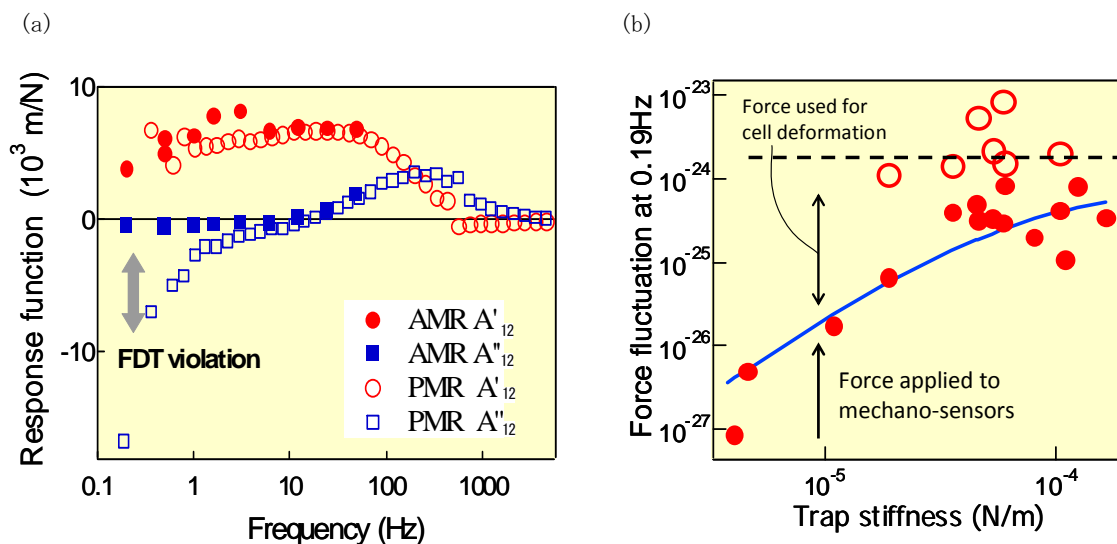 (a)
Response function (10³ m/N)
10
0
-10
FDT violation
AMR A'₁₂
AMR A"₁₂
PMR A'₁₂
PMR A"₁₂
0.1 1 10 100 1000
Frequency (Hz)
(b)
Force fluctuation at 0.19Hz
10⁻²³
10⁻²⁴
10⁻²⁵
10⁻²⁶
10⁻²⁷
Force used for
cell deformation
Force applied to
mechano-sensors
10⁻⁵ 10⁻⁴
Trap stiffness (N/m)